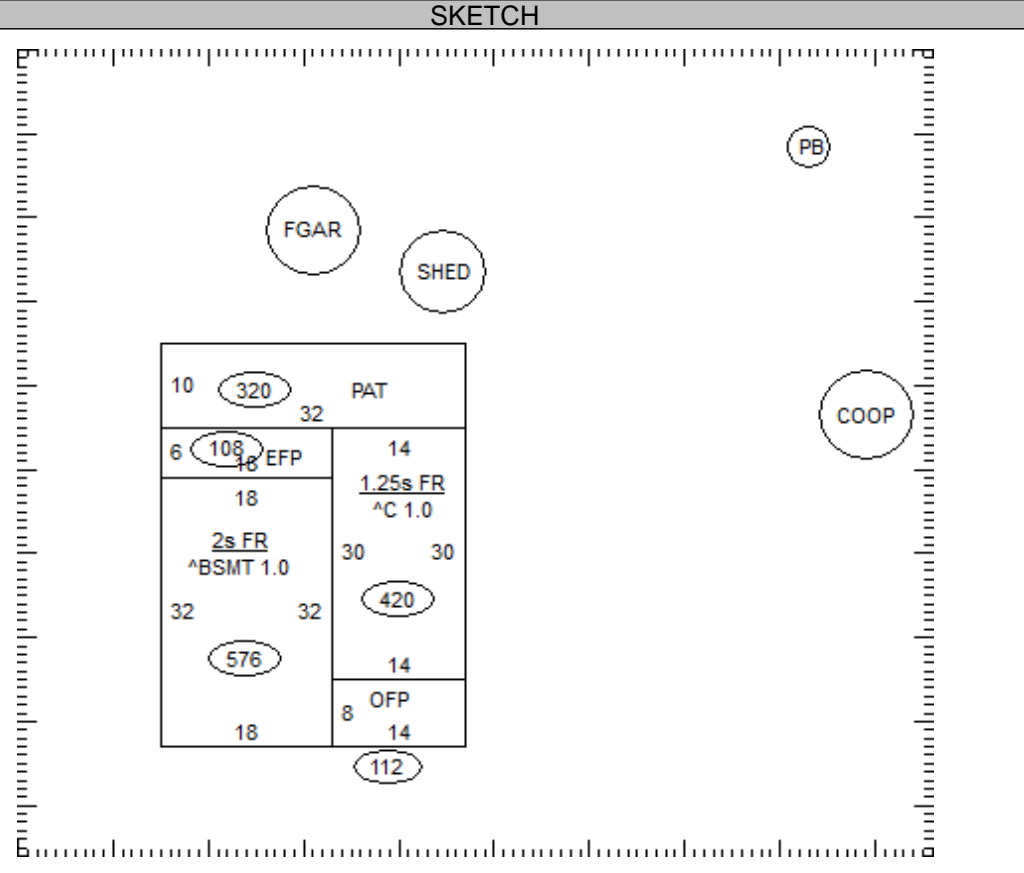 SKETCH
PB
FGAR
SHED
COOP
10
320
PAT
32
6
108
18
EFP
14
18
1.25s FR
^C 1.0
2s FR
^BSMT 1.0
30
30
420
32
32
576
14
OFP
8
18
14
112